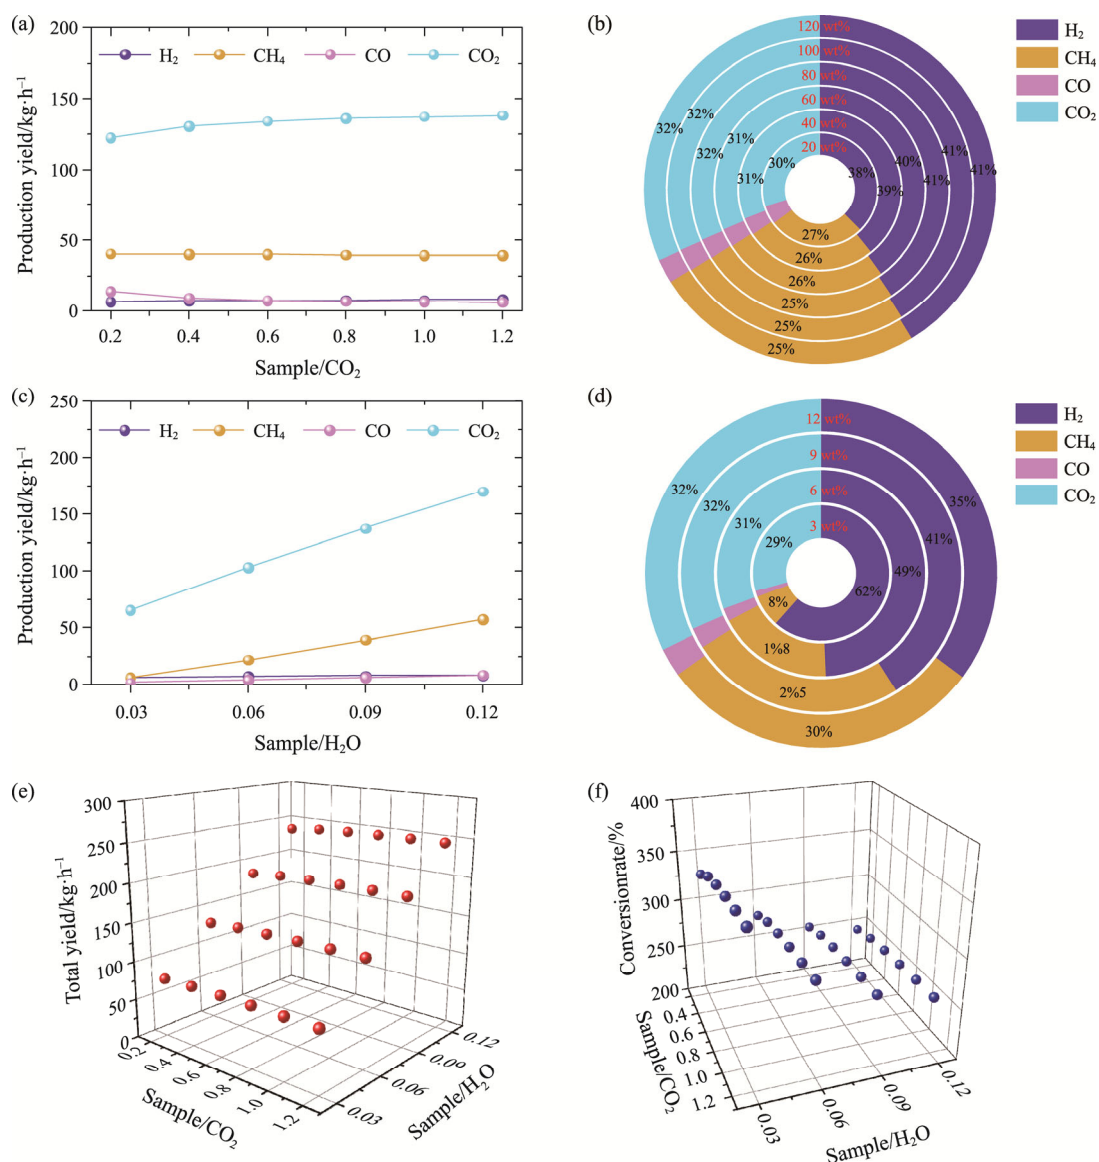 (a)
200
150
100
50
0
Production yield/kg·h⁻¹
H₂ CH₄ CO CO₂
0.2 0.4 0.6 0.8 1.0 1.2
Sample/CO₂
(b)
120 wt%
100 wt%
80 wt%
60 wt%
40 wt%
20 wt%
32% 32% 32% 31% 31% 30%
38% 39% 40% 41% 41% 41%
27%
26%
26%
25%
25%
25%
H₂
CH₄
CO
CO₂
(c)
250
200
150
100
50
0
Production yield/kg·h⁻¹
H₂ CH₄ CO CO₂
0.03 0.06 0.09 0.12
Sample/H₂O
(d)
12 wt%
9 wt%
6 wt%
3 wt%
32% 32% 31% 29%
62% 49% 41% 35%
8%
1%8
2%5
30%
H₂
CH₄
CO
CO₂
(e)
300
250
200
150
100
50
0
Total yield/kg·h⁻¹
0.2 0.4 0.6 0.8 1.0 1.2
Sample/CO₂
0.03 0.06 0.09 0.12
Sample/H₂O
(f)
400
350
300
250
200
Conversionrate/%
0.4 0.6 0.8 1.0 1.2
Sample/CO₂
0.03 0.06 0.09 0.12
Sample/H₂O